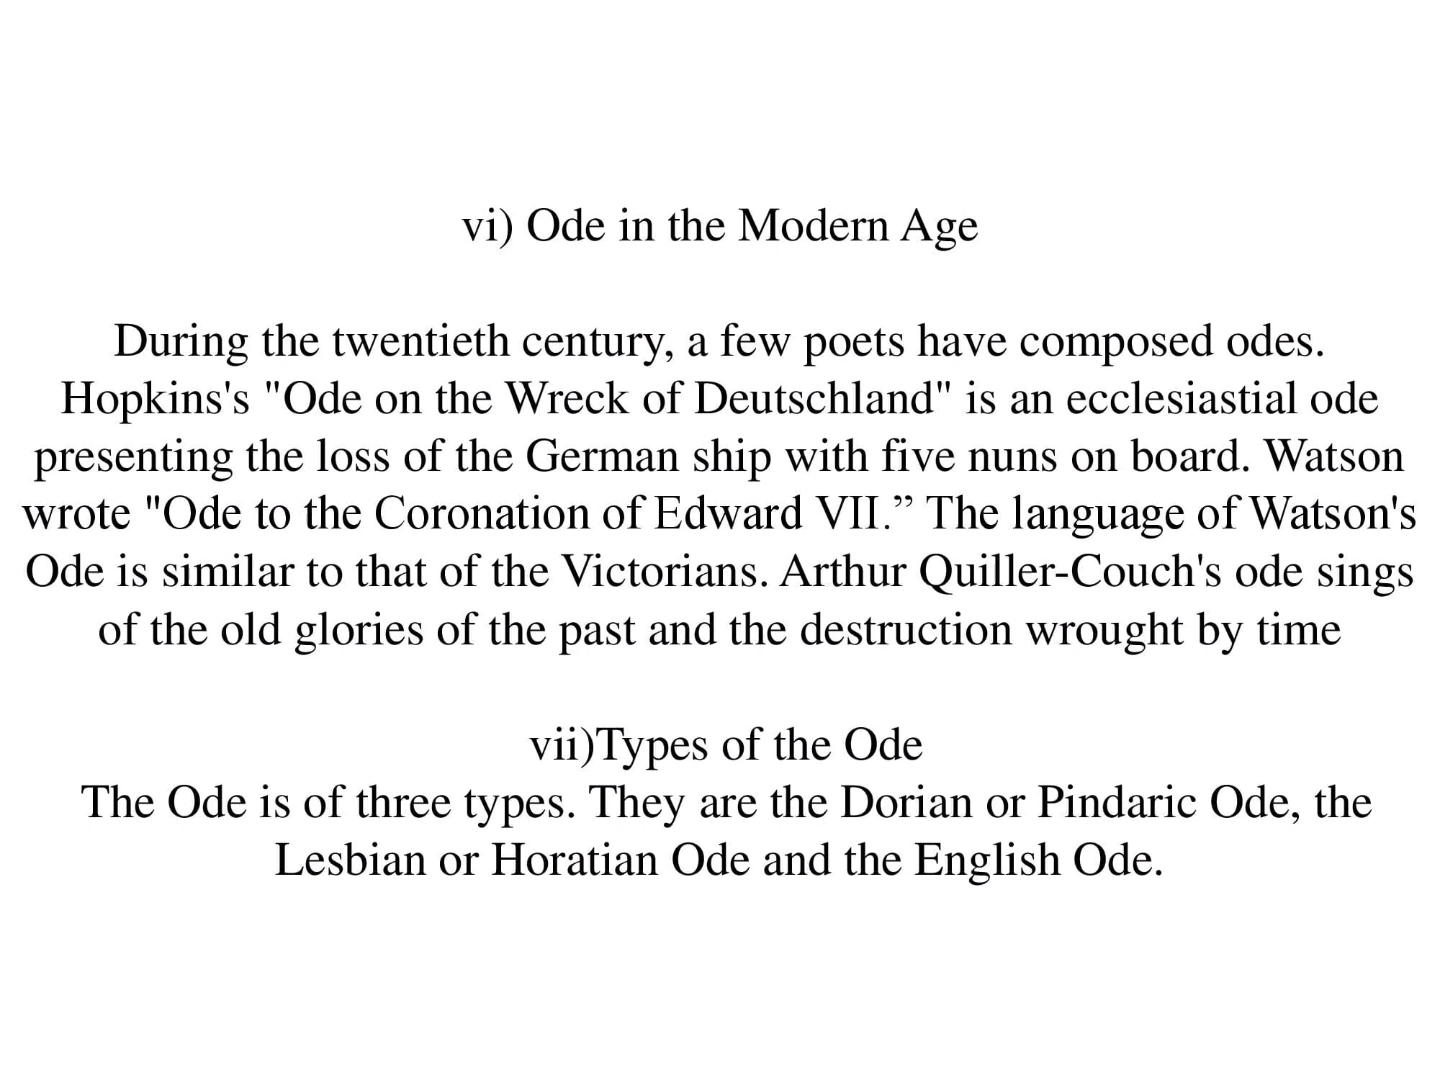 vi) Ode in the Modern Age
During the twentieth century, a few poets have composed odes.
Hopkins's "Ode on the Wreck of Deutschland" is an ecclesiastial ode
presenting the loss of the German ship with five nuns on board. Watson
wrote "Ode to the Coronation of Edward VII.” The language of Watson's
Ode is similar to that of the Victorians. Arthur Quiller-Couch's ode sings
of the old glories of the past and the destruction wrought by time
vii)Types of the Ode
The Ode is of three types. They are the Dorian or Pindaric Ode, the
Lesbian or Horatian Ode and the English Ode.